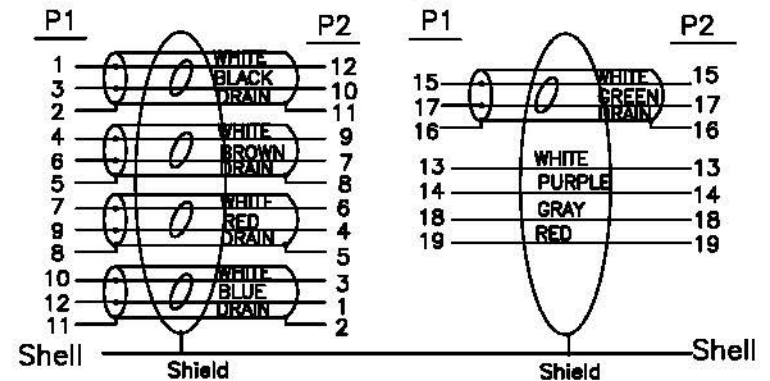 P1 P2 P1 P2
1 WHITE 12
3 BLACK 10
2 DRAIN 11
4 WHITE 9
6 BROWN 7
5 DRAIN 8
7 WHITE 6
9 RED 4
8 DRAIN 5
10 WHITE 3
12 BLUE 1
11 DRAIN 2
15 WHITE 15
17 GREEN 17
16 DRAIN 16
13 WHITE 13
14 PURPLE 14
18 GRAY 18
19 RED 19
Shell Shell
Shield Shield